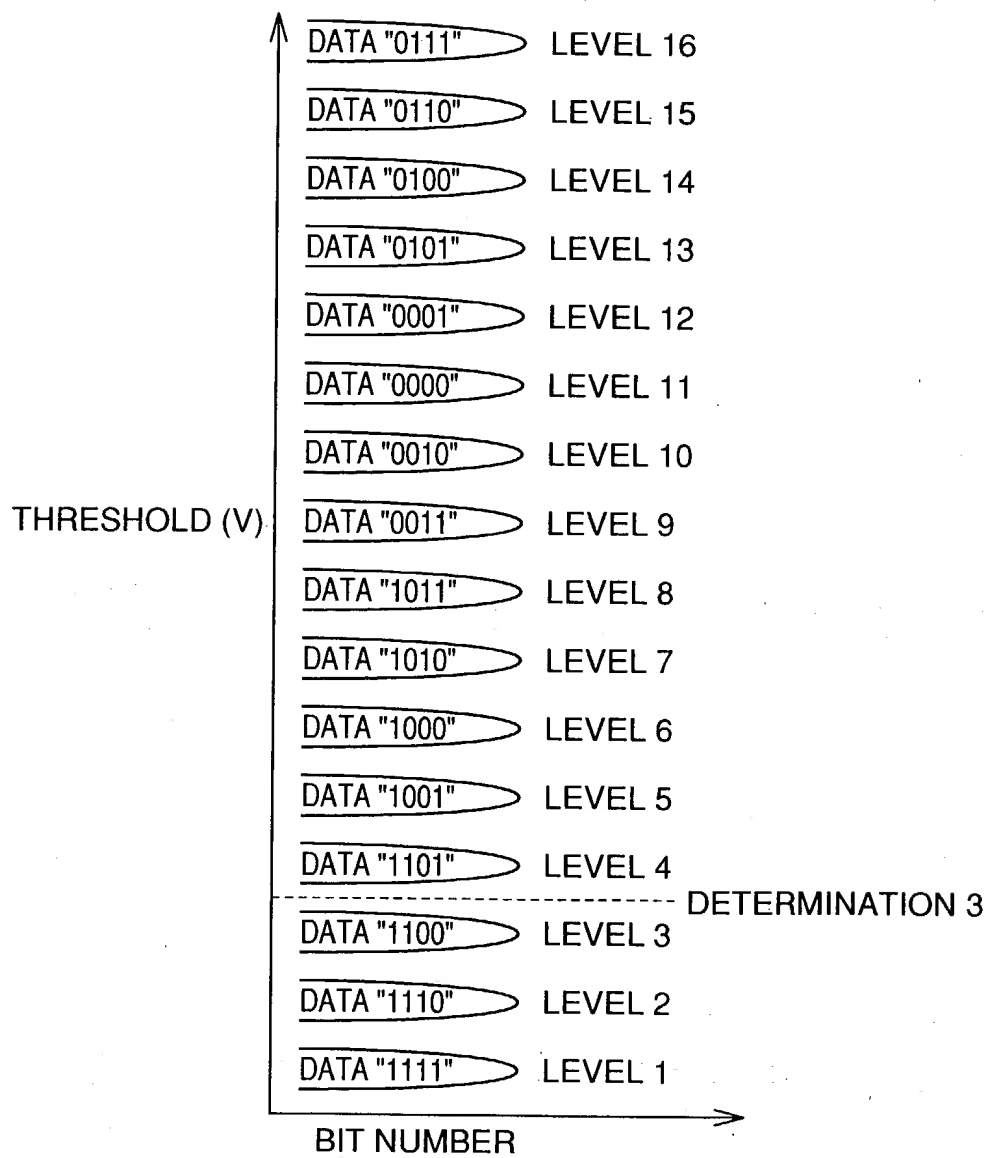 DATA "0111" LEVEL 16
DATA "0110" LEVEL 15
DATA "0100" LEVEL 14
DATA "0101" LEVEL 13
DATA "0001" LEVEL 12
DATA "0000" LEVEL 11
DATA "0010" LEVEL 10
THRESHOLD (V) DATA "0011" LEVEL 9
DATA "1011" LEVEL 8
DATA "1010" LEVEL 7
DATA "1000" LEVEL 6
DATA "1001" LEVEL 5
DATA "1101" LEVEL 4
DETERMINATION 3
DATA "1100" LEVEL 3
DATA "1110" LEVEL 2
DATA "1111" LEVEL 1
BIT NUMBER